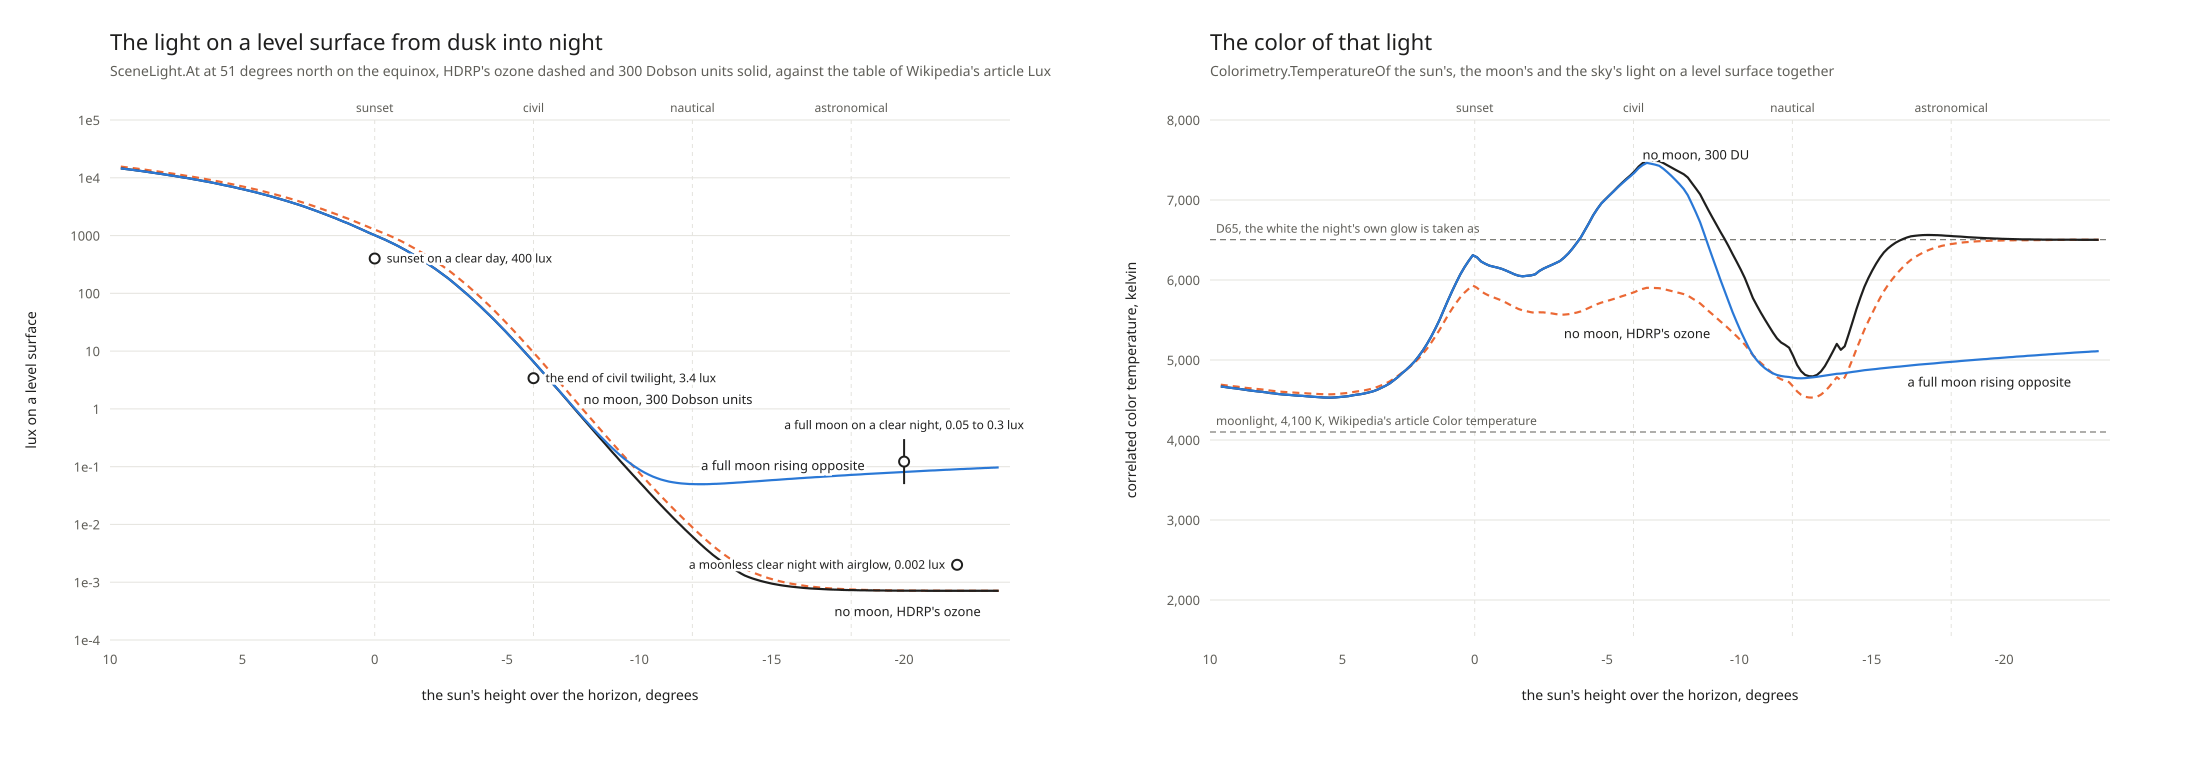 The light on a level surface from dusk into night
SceneLight.At at 51 degrees north on the equinox, HDRP's ozone dashed and 300 Dobson units solid, against the table of Wikipedia's article Lux
sunset civil nautical astronomical
1e5
1e4
1000
sunset on a clear day, 400 lux
100
10
the end of civil twilight, 3.4 lux
no moon, 300 Dobson units
1
a full moon on a clear night, 0.05 to 0.3 lux
1e-1
a full moon rising opposite
1e-2
a moonless clear night with airglow, 0.002 lux
1e-3
no moon, HDRP's ozone
1e-4
10 5 0 -5 -10 -15 -20
the sun's height over the horizon, degrees
lux on a level surface
The color of that light
Colorimetry.TemperatureOf the sun's, the moon's and the sky's light on a level surface together
sunset civil nautical astronomical
8,000
no moon, 300 DU
7,000
D65, the white the night's own glow is taken as
6,000
no moon, HDRP's ozone
5,000
a full moon rising opposite
moonlight, 4,100 K, Wikipedia's article Color temperature
4,000
3,000
2,000
10 5 0 -5 -10 -15 -20
the sun's height over the horizon, degrees
correlated color temperature, kelvin